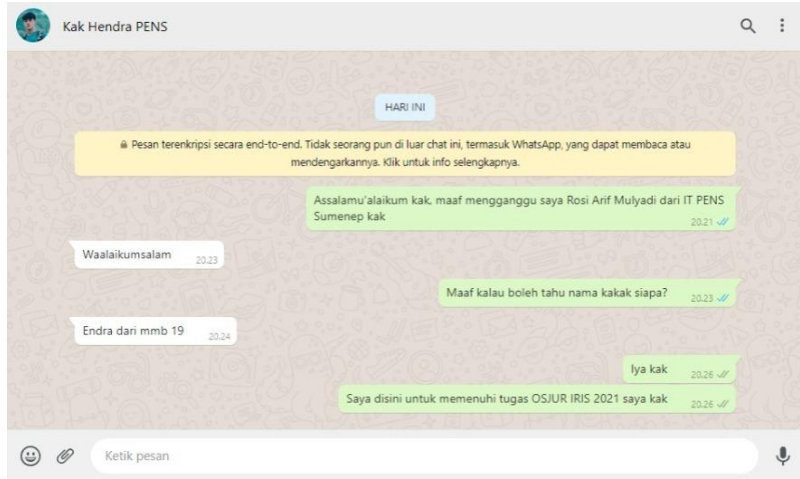 Kak Hendra PENS
HARI INI
Pesan terenkripsi secara end-to-end. Tidak seorang pun di luar chat ini, termasuk WhatsApp, yang dapat membaca atau
mendengarkannya. Klik untuk info selengkapnya.
Assalamu'alaikum kak, maaf mengganggu saya Rosi Arif Mulyadi dari IT PENS
Sumenep kak
20.21
Waalaikumsalam 20.23
Maaf kalau boleh tahu nama kakak siapa? 20.23
Endra dari mmb 19 20.24
Iya kak 20.26
Saya disini untuk memenuhi tugas OSJUR IRIS 2021 saya kak 20.26
Ketik pesan